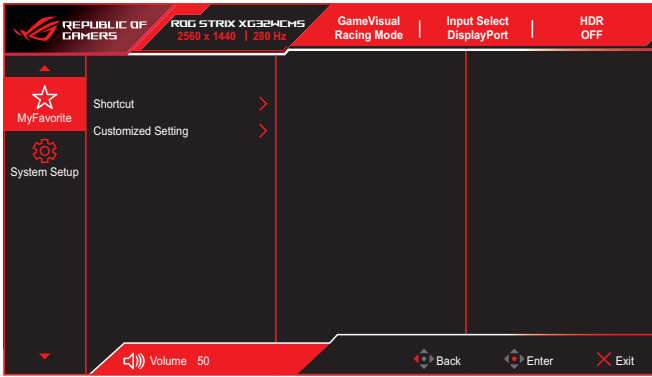 REPUBLIC OF
GAMERS
ROG STRIX XG32WCMS
2560 x 1440 | 280 Hz
GameVisual
Racing Mode
Input Select
DisplayPort
HDR
OFF
MyFavorite
System Setup
Shortcut
Customized Setting
Volume 50
Back
Enter
Exit